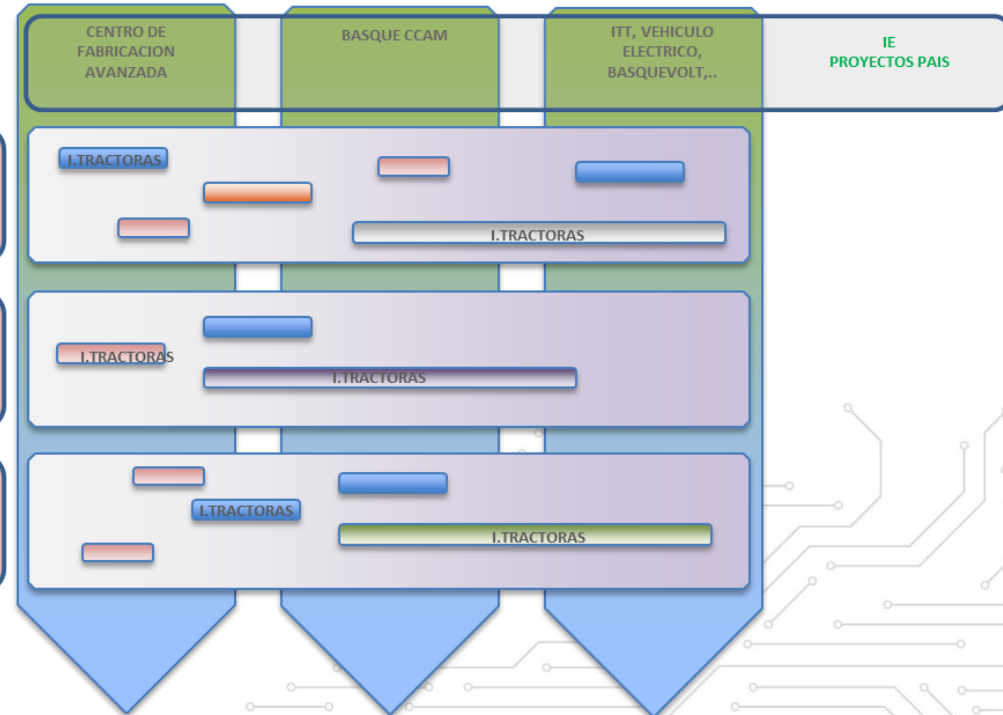 CENTRO DE
FABRICACION
AVANZADA
BASQUE CCAM
ITT, VEHICULO
ELECTRICO,
BASQUEVOLT,..
IE
PROYECTOS PAIS
I.TRACTORAS
I.TRACTORAS
I.TRACTORAS
I.TRACTORAS
I.TRACTORAS
I.TRACTORAS